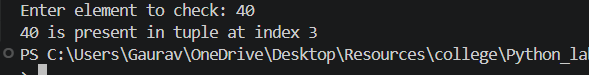 Enter element to check: 40
40 is present in tuple at index 3
PS C:\Users\Gaurav\OneDrive\Desktop\Resources\college\Python_la